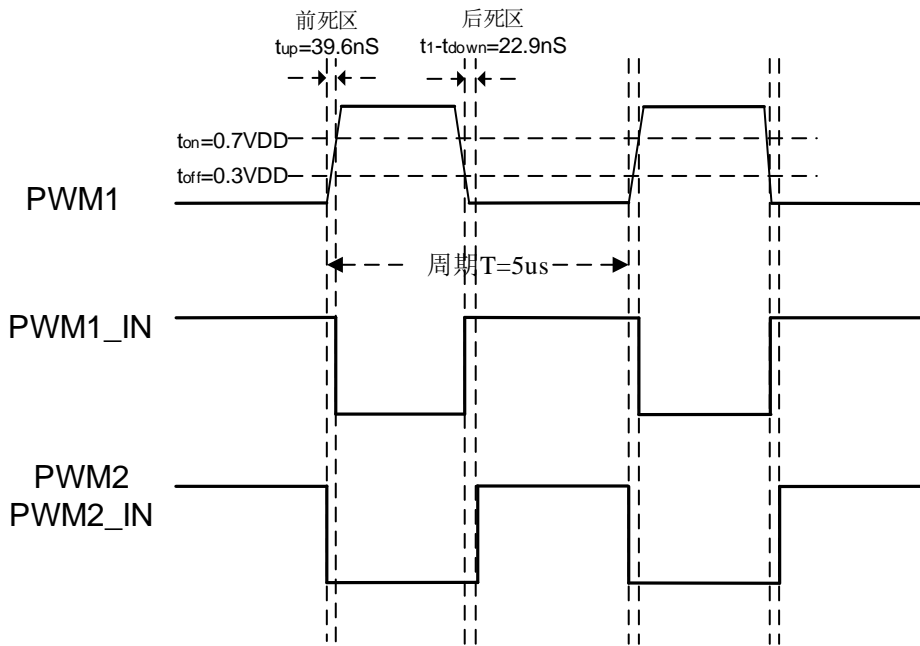 前死区
tup=39.6nS
后死区
t1-tdown=22.9nS
ton=0.7VDD
toff=0.3VDD
PWM1
周期T=5us
PWM1_IN
PWM2
PWM2_IN